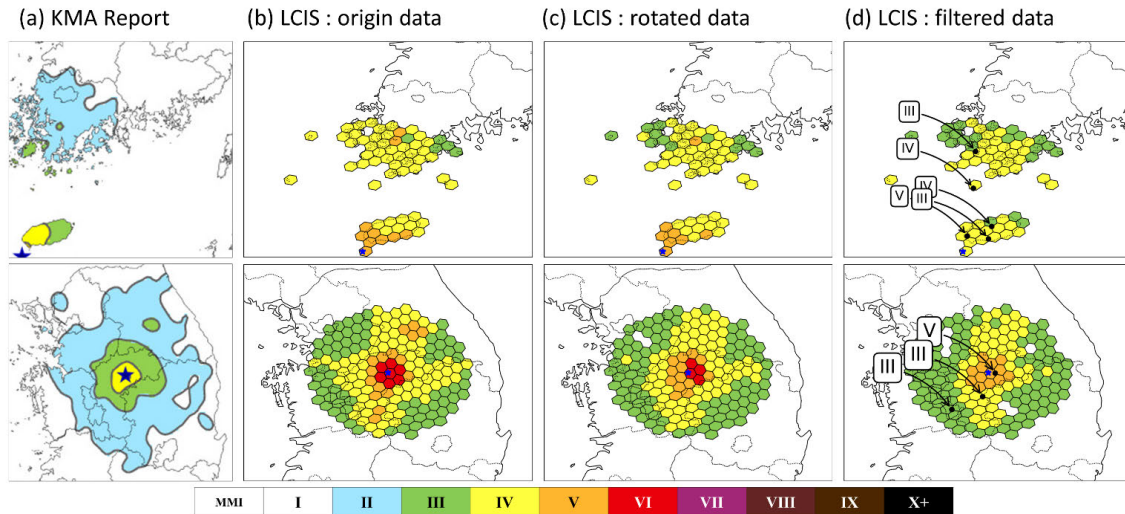 (a) KMA Report
(b) LCIS : origin data
(c) LCIS : rotated data
(d) LCIS : filtered data
III
IV
V
IV
III
V
III
III
MMI I II III IV V VI VII VIII IX X+